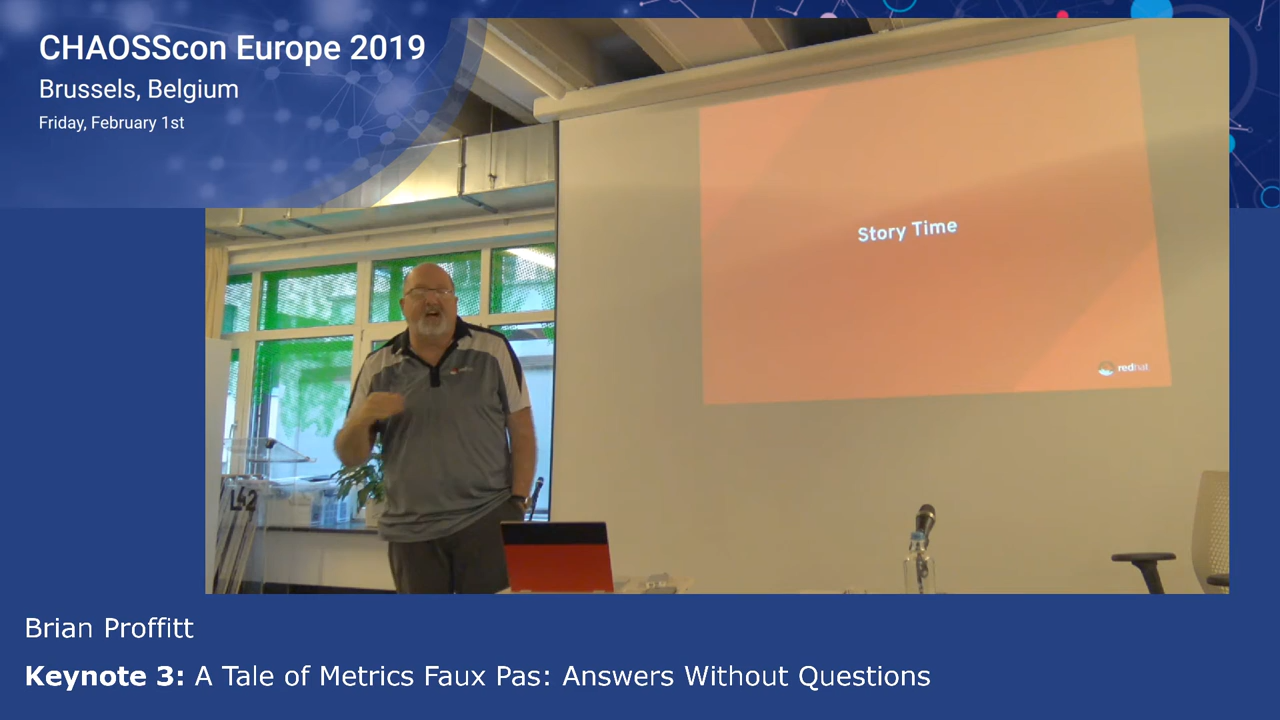 CHAOSScon Europe 2019
Brussels, Belgium
Friday, February 1st
Story Time
redhat
L42
Brian Proffitt
Keynote 3: A Tale of Metrics Faux Pas: Answers Without Questions